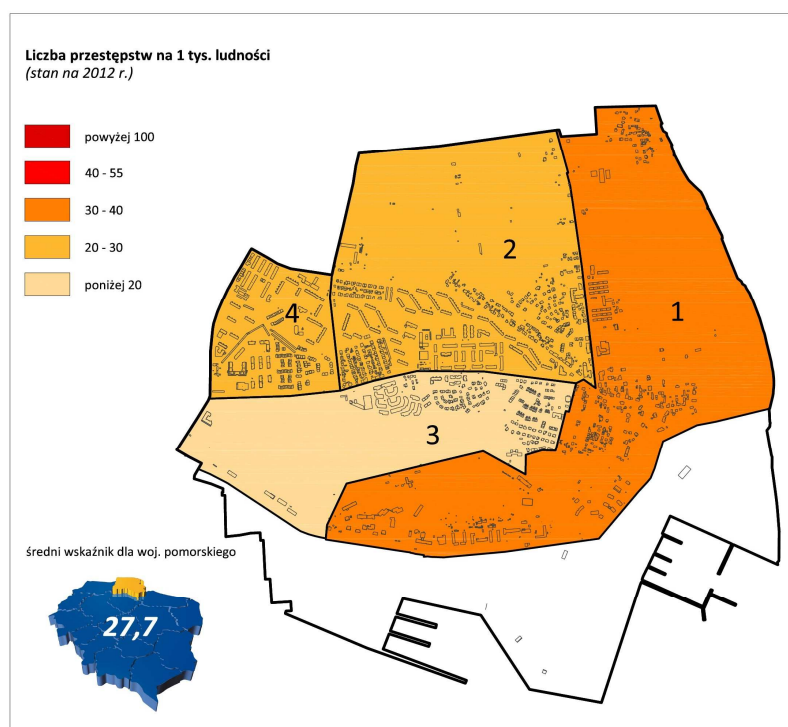 Liczba przestępstw na 1 tys. ludności
(stan na 2012 r.)
powyżej 100
40 - 55
30 - 40
20 - 30
poniżej 20
2
4
1
3
średni wskaźnik dla woj. pomorskiego
27,7